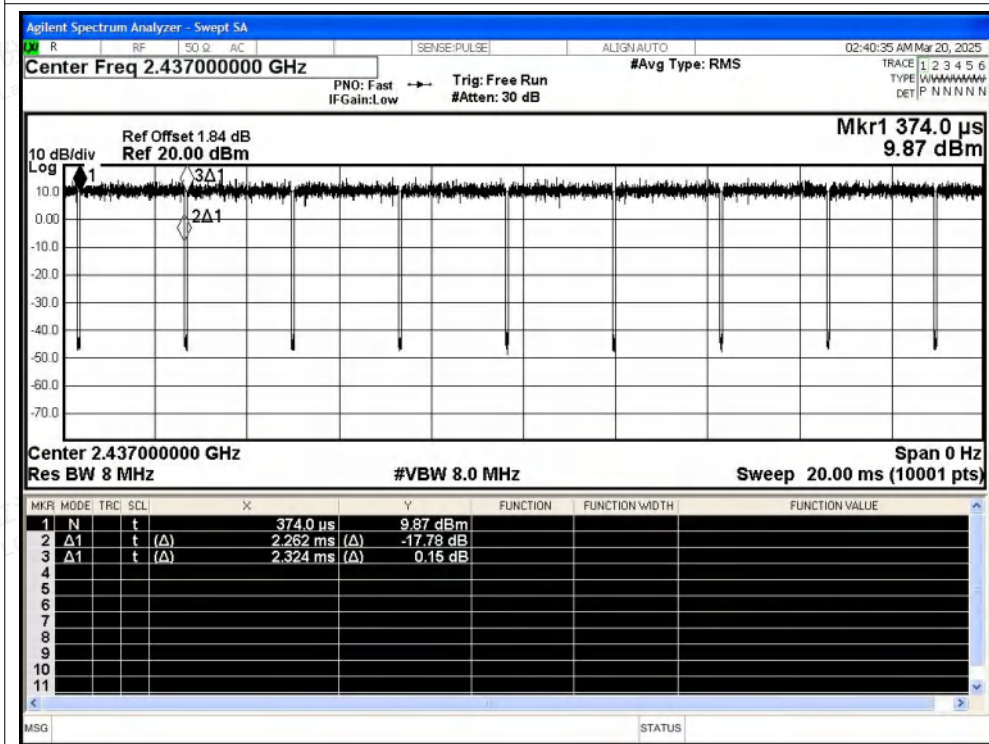 Agilent Spectrum Analyzer - Swept SA
R RF 50 Ω AC SENSE:PULSE ALIGN AUTO 02:40:35 AM Mar 20, 2025
Center Freq 2.437000000 GHz #Avg Type: RMS TRACE 1 2 3 4 5 6
PNO: Fast Trig: Free Run TYPE W
IFGain:Low #Atten: 30 dB DET P N N N N N
Mkr1 374.0 µs
Ref Offset 1.84 dB
10 dB/div Ref 20.00 dBm 9.87 dBm
Log
1 3Δ1
10.0
0.00 2Δ1
-10.0
-20.0
-30.0
-40.0
-50.0
-60.0
-70.0
Center 2.437000000 GHz Span 0 Hz
Res BW 8 MHz #VBW 8.0 MHz Sweep 20.00 ms (10001 pts)
MKR MODE TRC SCL X Y FUNCTION FUNCTION WIDTH FUNCTION VALUE
1 N t 374.0 µs 9.87 dBm
2 Δ1 t (Δ) 2.262 ms (Δ) -17.78 dB
3 Δ1 t (Δ) 2.324 ms (Δ) 0.15 dB
4
5
6
7
8
9
10
11
MSG STATUS